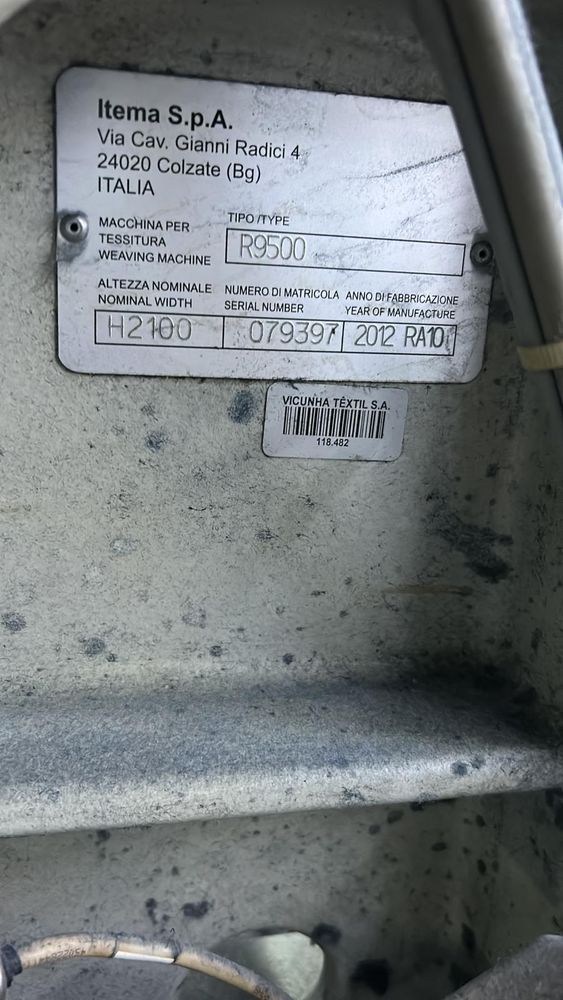 Itema S.p.A.
Via Cav. Gianni Radici 4
24020 Colzate (Bg)
ITALIA
MACCHINA PER
TESSITURA
WEAVING MACHINE
TIPO /TYPE
R9500
ALTEZZA NOMINALE
NOMINAL WIDTH
H2100
NUMERO DI MATRICOLA
SERIAL NUMBER
079397
ANNO DI FABBRICAZIONE
YEAR OF MANUFACTURE
2012 RA10
VICUNHA TÊXTIL S.A.
118.482